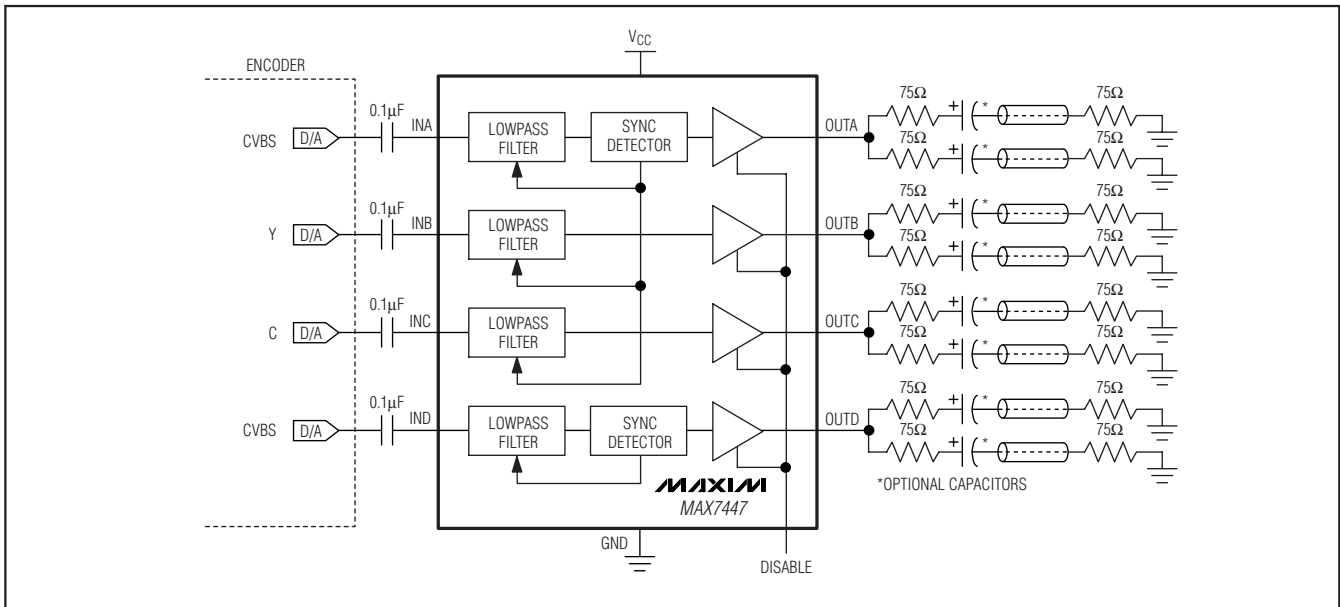 VCC
ENCODER
75Ω 75Ω
0.1µF
+ *
CVBS D/A INA LOWPASS FILTER SYNC DETECTOR OUTA
75Ω 75Ω
+ *
75Ω 75Ω
0.1µF
+ *
Y D/A INB LOWPASS FILTER OUTB
75Ω 75Ω
+ *
75Ω 75Ω
0.1µF
+ *
C D/A INC LOWPASS FILTER OUTC
75Ω 75Ω
+ *
75Ω 75Ω
0.1µF
+ *
CVBS D/A IND LOWPASS FILTER SYNC DETECTOR OUTD
75Ω 75Ω
+ *
MAXIM
*OPTIONAL CAPACITORS
MAX7447
GND
DISABLE